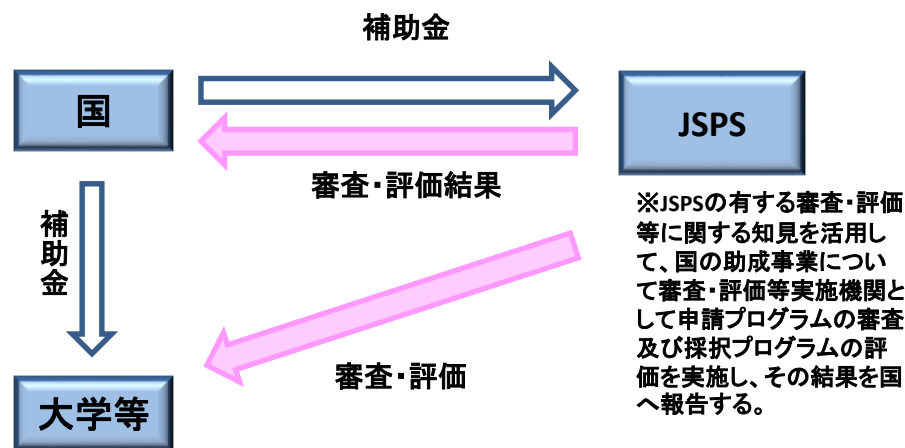 補助金
国
JSPS
審査・評価結果
補助金
※JSPSの有する審査・評価
等に関する知見を活用し
て、国の助成事業につい
て審査・評価等実施機関と
して申請プログラムの審査
及び採択プログラムの評
価を実施し、その結果を国
へ報告する。
審査・評価
大学等